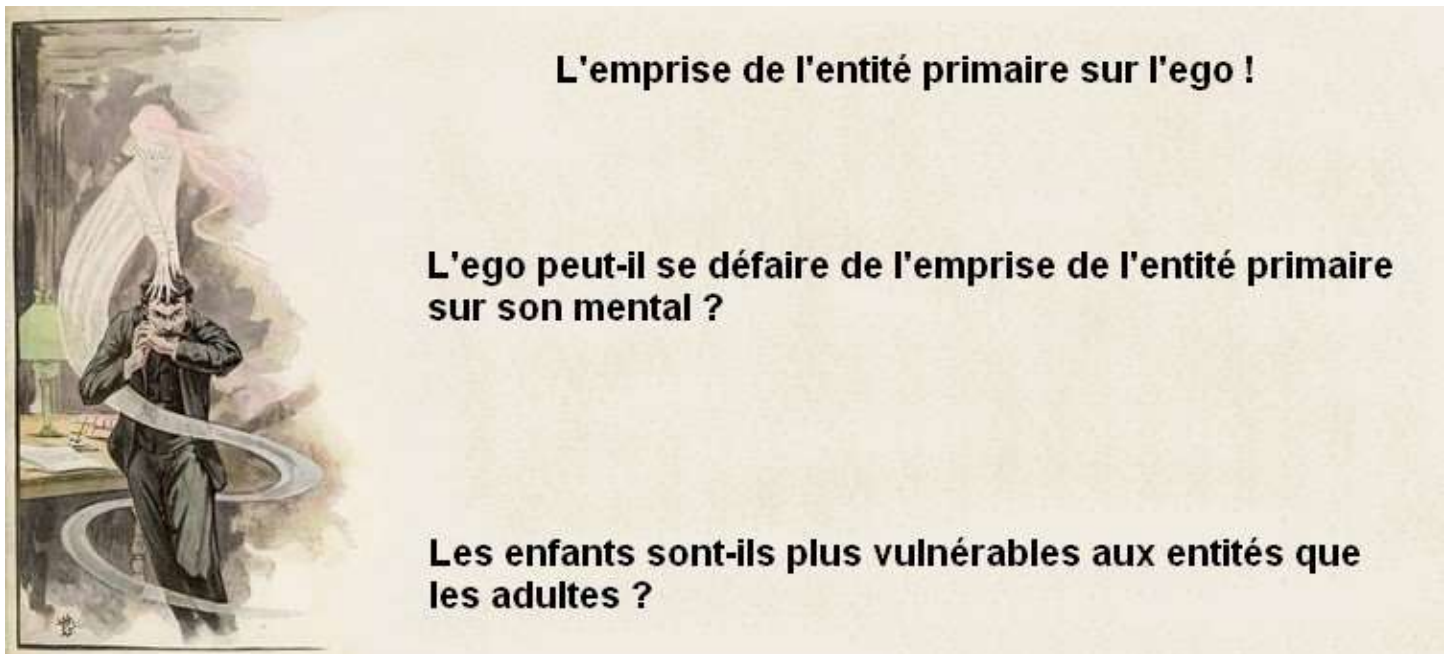 L'emprise de l'entité primaire sur l'ego !
L'ego peut-il se défaire de l'emprise de l'entité primaire
sur son mental ?
Les enfants sont-ils plus vulnérables aux entités que
les adultes ?